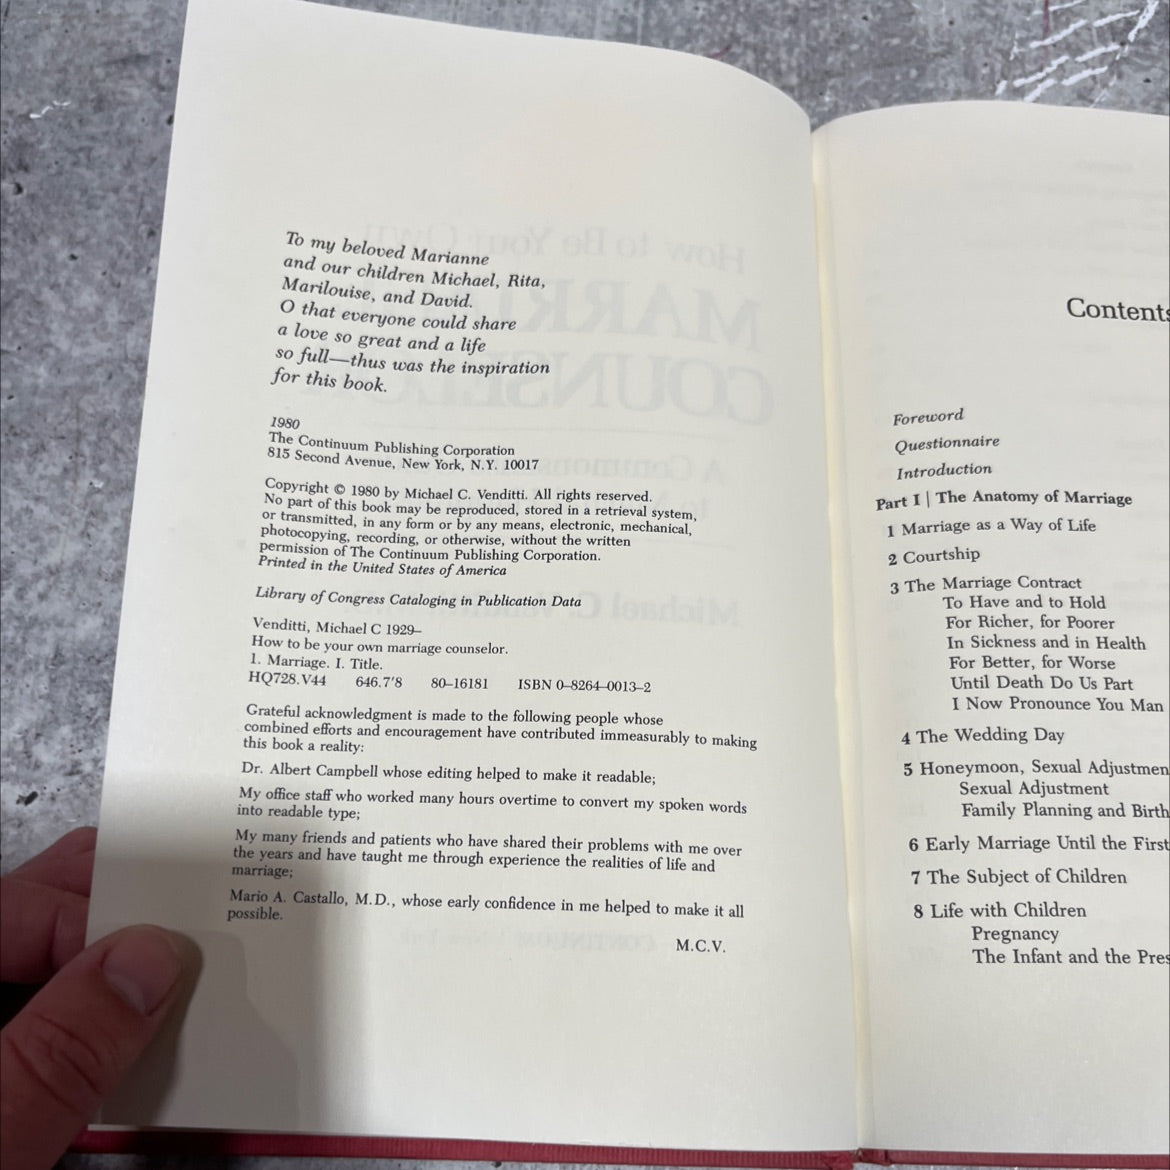 To my beloved Marianne
and our children Michael, Rita,
Marilouise, and David.
O that everyone could share
a love so great and a life
so full—thus was the inspiration
for this book.
1980
The Continuum Publishing Corporation
815 Second Avenue, New York, N.Y. 10017
Copyright © 1980 by Michael C. Venditti. All rights reserved.
No part of this book may be reproduced, stored in a retrieval system,
or transmitted, in any form or by any means, electronic, mechanical,
photocopying, recording, or otherwise, without the written
permission of The Continuum Publishing Corporation.
Printed in the United States of America
Library of Congress Cataloging in Publication Data
Venditti, Michael C 1929–
How to be your own marriage counselor.
1. Marriage. I. Title.
HQ728.V44 646.7'8 80–16181 ISBN 0–8264–0013–2
Grateful acknowledgment is made to the following people whose
combined efforts and encouragement have contributed immeasurably to making
this book a reality:
Dr. Albert Campbell whose editing helped to make it readable;
My office staff who worked many hours overtime to convert my spoken words
into readable type;
My many friends and patients who have shared their problems with me over
the years and have taught me through experience the realities of life and
marriage;
Mario A. Castallo, M.D., whose early confidence in me helped to make it all
possible.
M.C.V.
Contents
Foreword
Questionnaire
Introduction
Part I | The Anatomy of Marriage
1 Marriage as a Way of Life
2 Courtship
3 The Marriage Contract
To Have and to Hold
For Richer, for Poorer
In Sickness and in Health
For Better, for Worse
Until Death Do Us Part
I Now Pronounce You Man
4 The Wedding Day
5 Honeymoon, Sexual Adjustmen
Sexual Adjustment
Family Planning and Birth
6 Early Marriage Until the First
7 The Subject of Children
8 Life with Children
Pregnancy
The Infant and the Pres